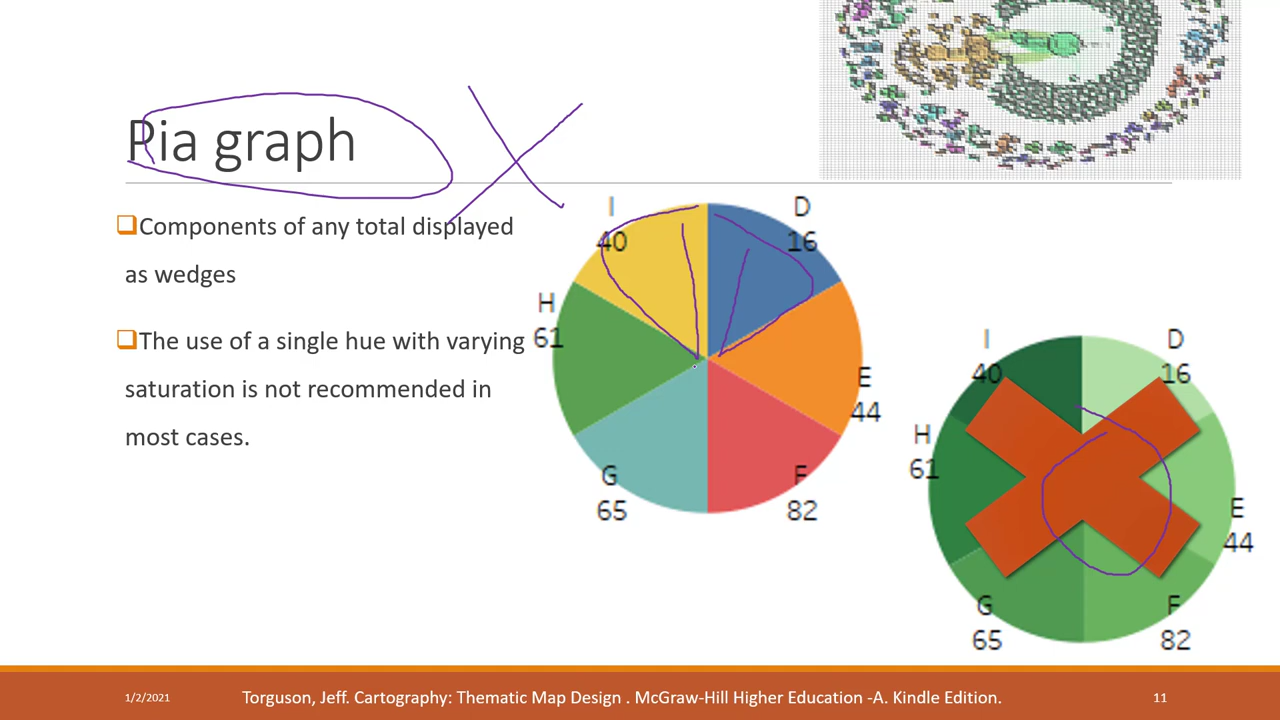 Pia graph
❑Components of any total displayed
as wedges
❑The use of a single hue with varying
saturation is not recommended in
most cases.
I
40
D
16
H
61
E
44
G
65
F
82
I
40
D
16
H
61
E
44
G
65
F
82
1/2/2021
Torguson, Jeff. Cartography: Thematic Map Design . McGraw-Hill Higher Education -A. Kindle Edition.
11